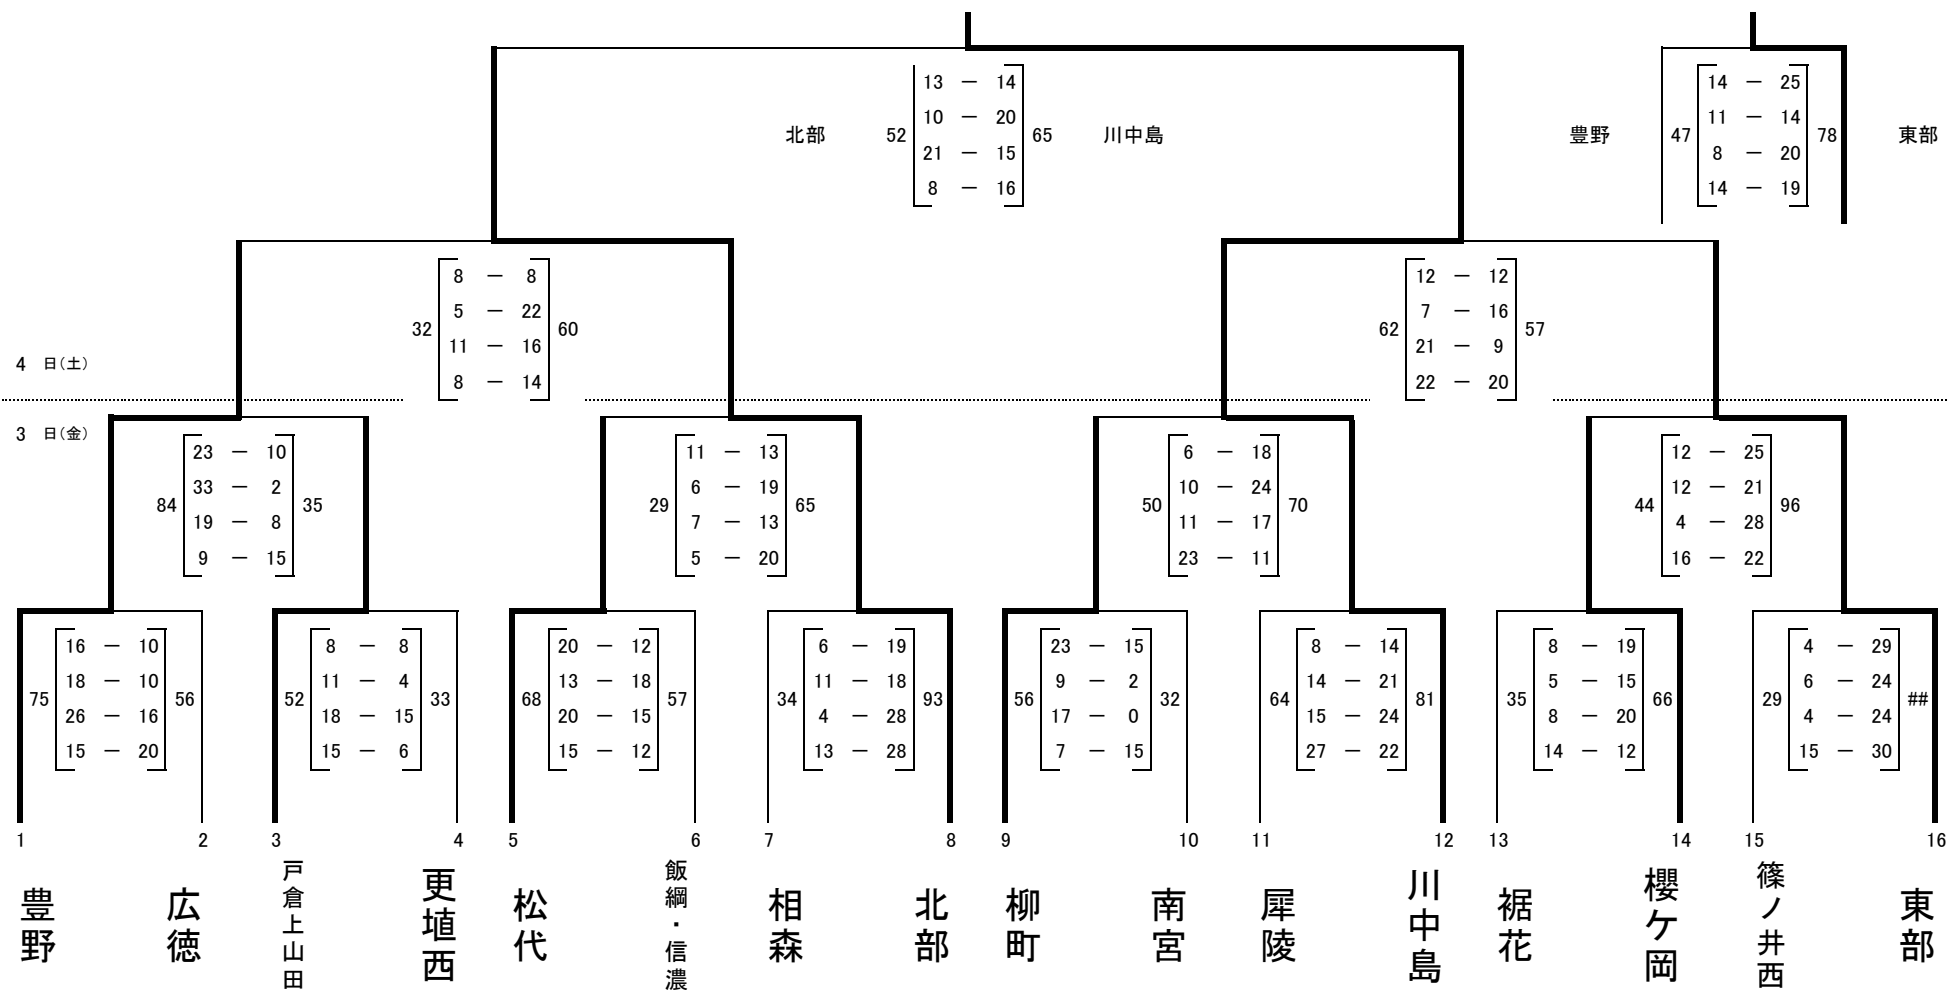 13 － 14
10 － 20
21 － 15
8 － 16
北部 52 65 川中島
14 － 25
11 － 14
8 － 20
14 － 19
豊野 47 78 東部
8 － 8
5 － 22
11 － 16
8 － 14
32 60
12 － 12
7 － 16
21 － 9
22 － 20
62 57
4 日(土)
3 日(金)
23 － 10
33 － 2
19 － 8
9 － 15
84 35
11 － 13
6 － 19
7 － 13
5 － 20
29 65
6 － 18
10 － 24
11 － 17
23 － 11
50 70
12 － 25
12 － 21
4 － 28
16 － 22
44 96
16 － 10
18 － 10
26 － 16
15 － 20
75 56
8 － 8
11 － 4
18 － 15
15 － 6
52 33
20 － 12
13 － 18
20 － 15
15 － 12
68 57
6 － 19
11 － 18
4 － 28
13 － 28
34 93
23 － 15
9 － 2
17 － 0
7 － 15
56 32
8 － 14
14 － 21
15 － 24
27 － 22
64 81
8 － 19
5 － 15
8 － 20
14 － 12
35 66
4 － 29
6 － 24
4 － 24
15 － 30
29 ##
1 2 3 4 5 6 7 8 9 10 11 12 13 14 15 16
豊野
広徳
戸倉上山田
更埴西
松代
飯綱・信濃
相森
北部
柳町
南宮
犀陵
川中島
裾花
櫻ケ岡
篠ノ井西
東部